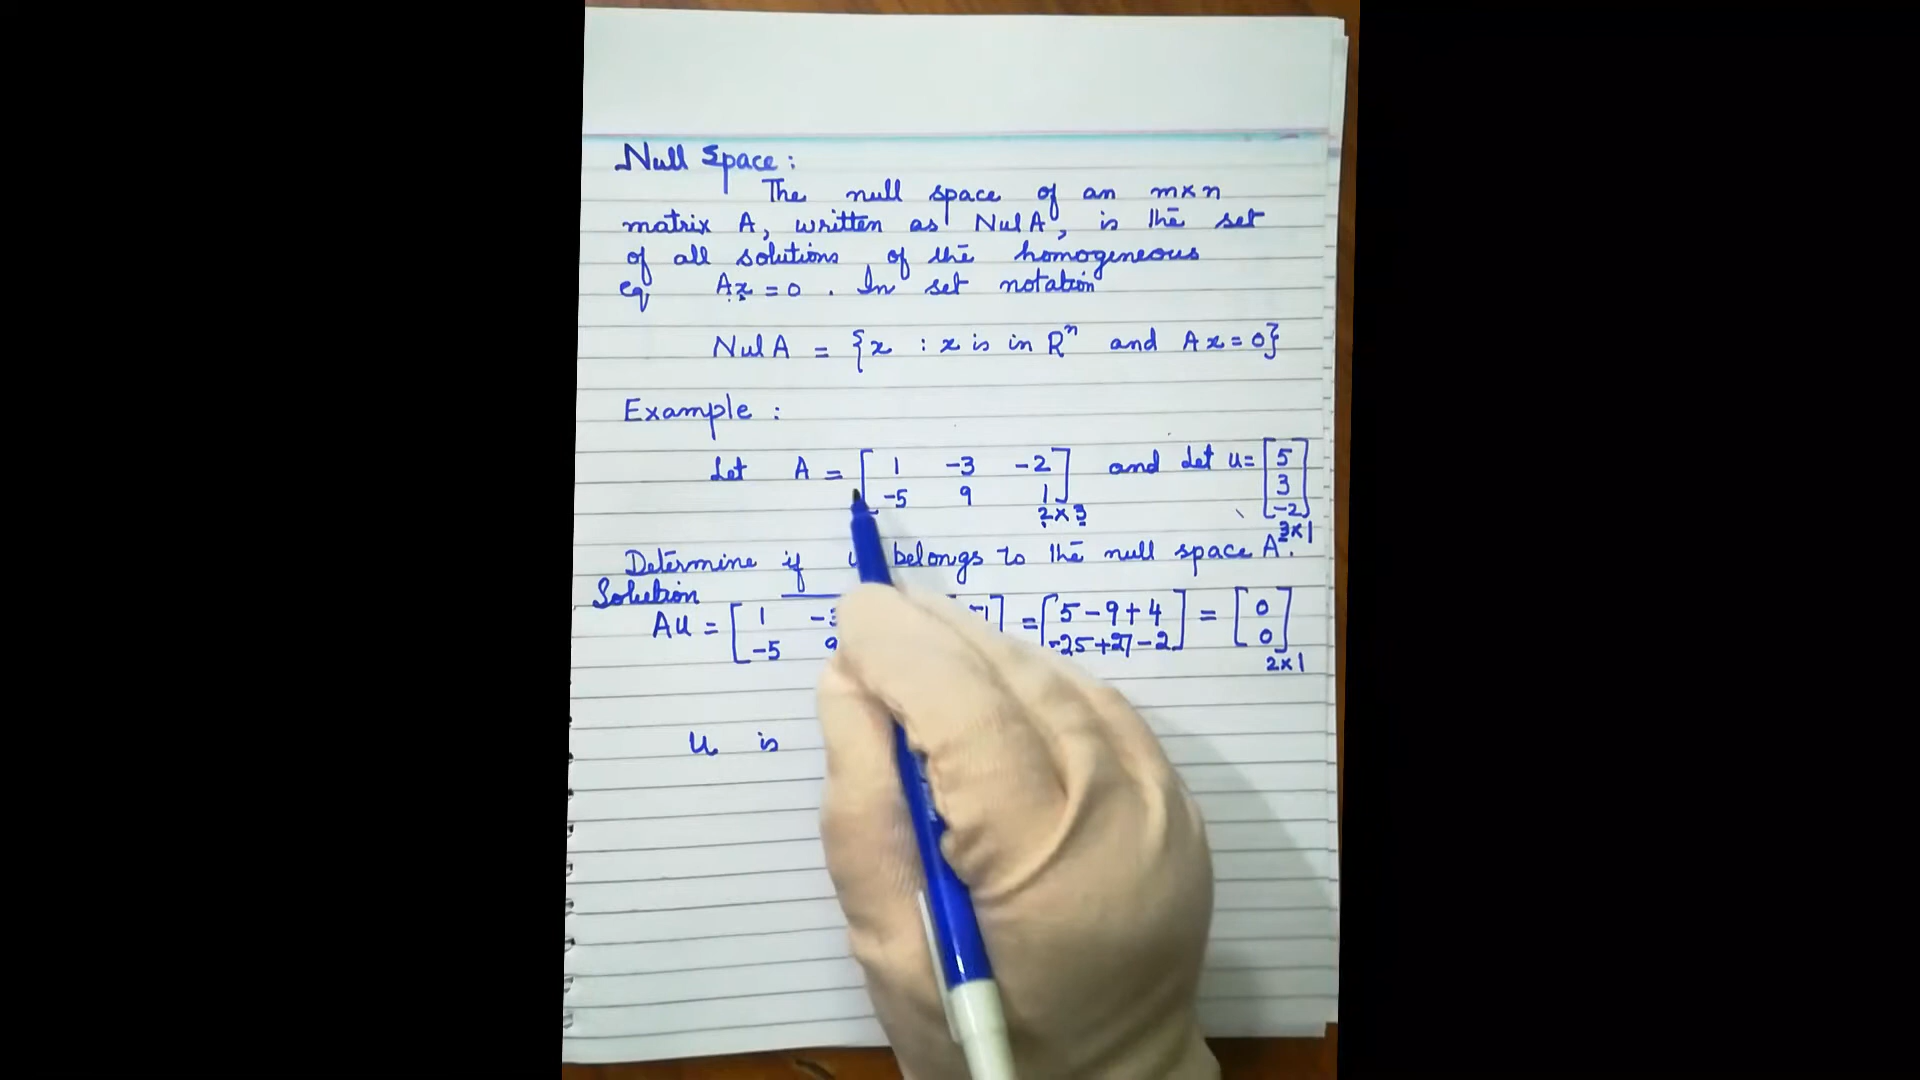 Null Space:
The null space of an m×n
matrix A, written as Nul A, is the set
of all solutions of the homogeneous
eq Ax = 0. In set notation
Nul A = {x : x is in Rⁿ and Ax = 0}
Example:
Let A = [1 -3 -2 and let u = [5
-5 9 1] 3
2×3 -2]
3×1
Determine if belongs to the null space A.
Solution
Au = [1 = [5-9+4 = [0
-5 9 -25+27-2] 0]
2×1
u is